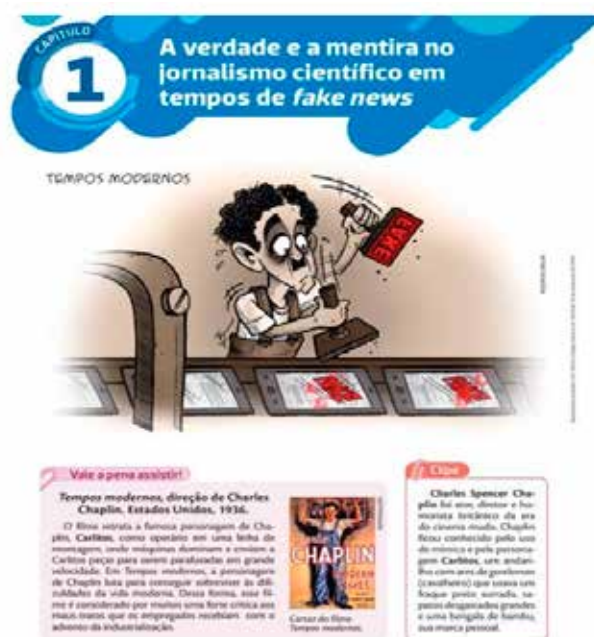 CAPÍTULO
1
A verdade e a mentira no
jornalismo científico em
tempos de fake news
TEMPOS MODERNOS
FAKE
Vale a pena assistir!
Tempos modernos, direção de Charles
Chaplin. Estados Unidos, 1936.
O filme retrata a famosa personagem de Cha-
plin, Carlitos, como operário em uma linha de
montagem, onde máquinas dominam e enviam a
Carlitos peças para serem parafusadas em grande
velocidade. Em Tempos modernos, a personagem
de Chaplin luta para conseguir sobreviver às difi-
culdades da vida moderna. Dessa forma, esse fil-
me é considerado por muitos uma forte crítica aos
maus-tratos que os empregados recebiam com o
advento da industrialização.
CHAPLIN
Cartaz do filme
Tempos modernos.
Clipe
Charles Spencer Cha-
plin foi ator, diretor e hu-
morista britânico da era
do cinema mudo. Chaplin
ficou conhecido pelo uso
de mímica e pela persona-
gem Carlitos, um andari-
lho com ares de gentleman
(cavalheiro) que usava um
fraque preto surrado, sa-
patos desgastados grandes
e uma bengala de bambu,
sua marca pessoal.